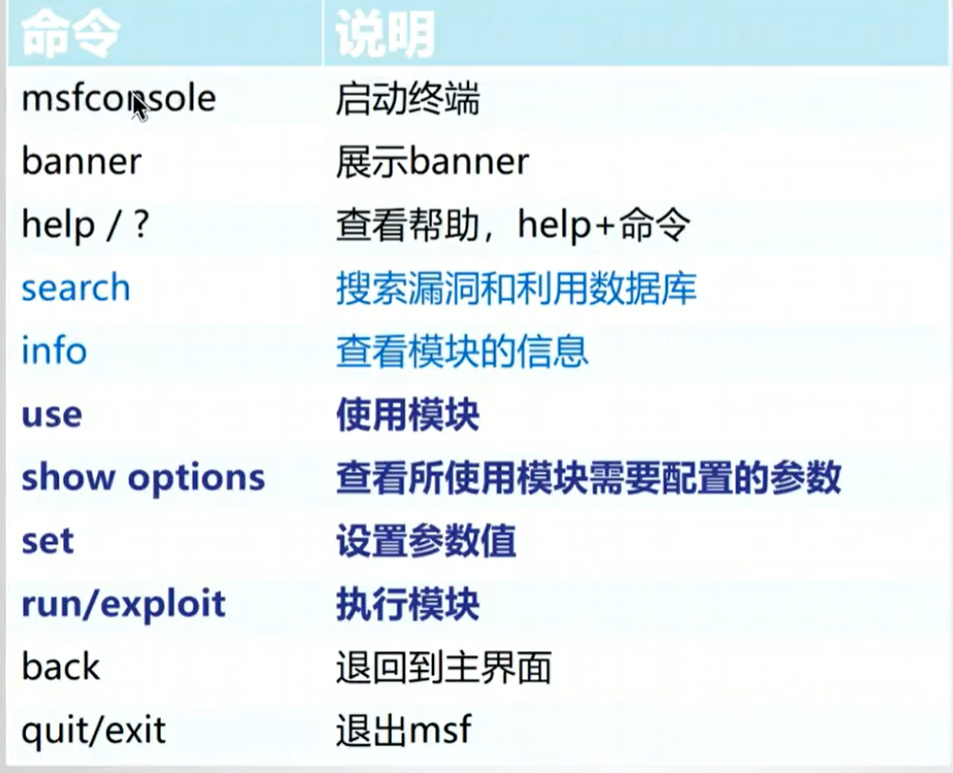 命令 说明
msfconsole 启动终端
banner 展示banner
help / ? 查看帮助，help+命令
search 搜索漏洞和利用数据库
info 查看模块的信息
use 使用模块
show options 查看所使用模块需要配置的参数
set 设置参数值
run/exploit 执行模块
back 退回到主界面
quit/exit 退出msf